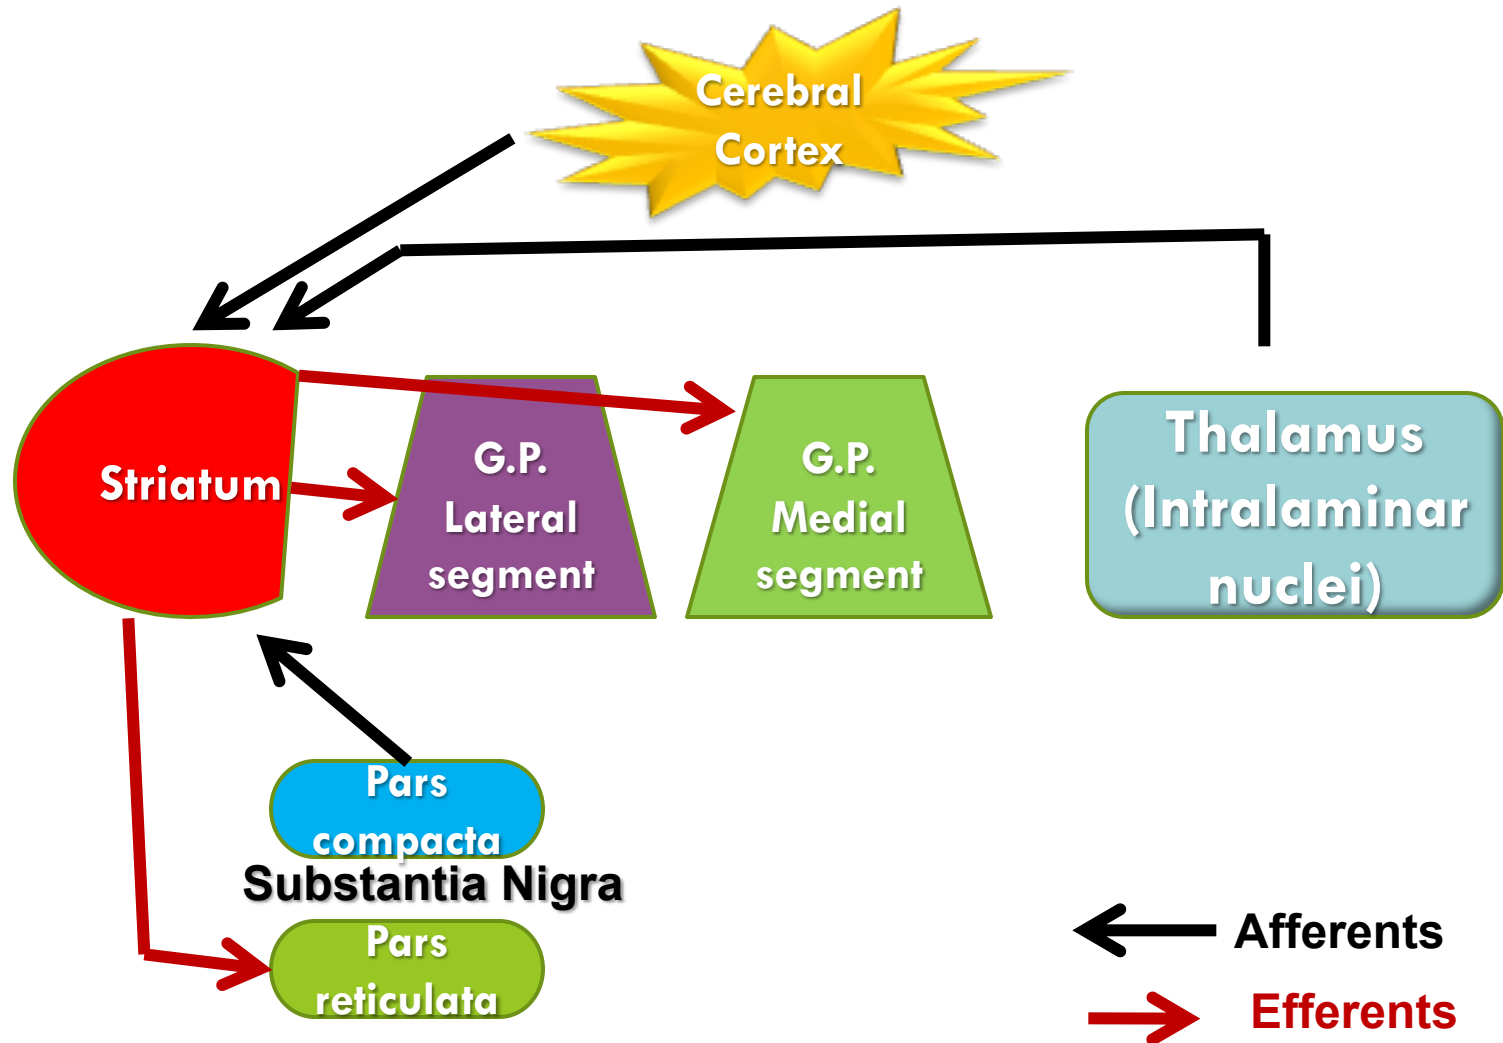 Cerebral
Cortex
Striatum
G.P.
Lateral
segment
G.P.
Medial
segment
Thalamus
(Intralaminar
nuclei)
Pars
compacta
Substantia Nigra
Pars
reticulata
Afferents
Efferents